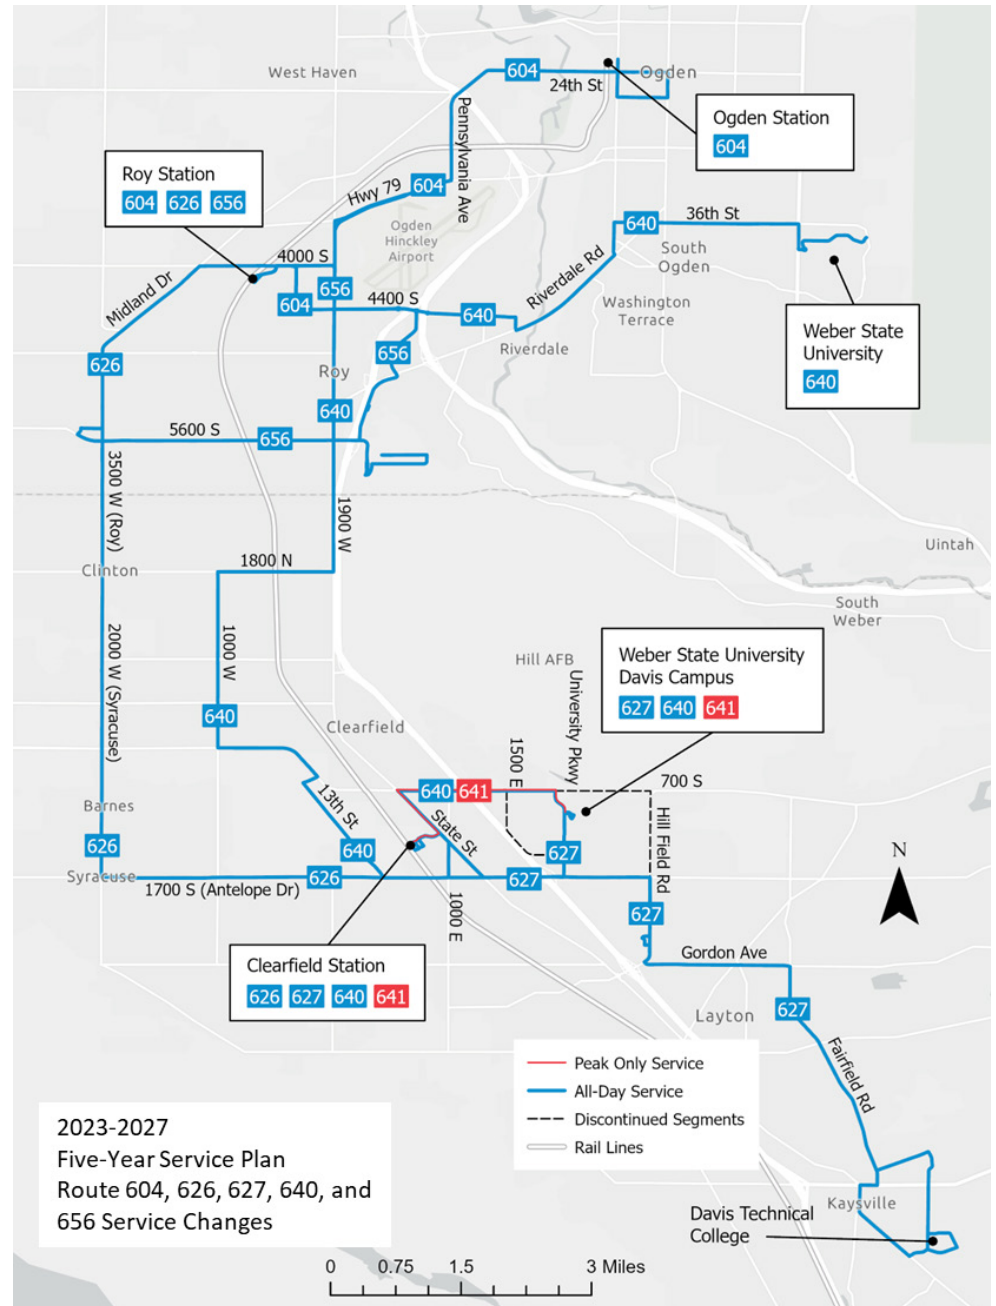 West Haven
604
Ogden
24th St
Ogden Station
604
Pennsylvania Ave
Roy Station
604 626 656
Hwy 79
604
Ogden
Hinckley
Airport
640
36th St
South
Ogden
4000 S
Midland Dr
656
Riverdale Rd
604
4400 S
640
Washington
Terrace
Weber State
University
640
Riverdale
656
626
Roy
640
5600 S
656
3500 W (Roy)
1900 W
1800 N
Clinton
Uintah
South
Weber
2000 W (Syracuse)
1000 W
Hill AFB
Weber State University
Davis Campus
627 640 641
University Pkwy
640
Clearfield
1500 E
700 S
640 641
Barnes
13th St
State St
Hill Field Rd
626
640
627
Syracuse
1700 S (Antelope Dr)
626
627
1000 E
627
N
Clearfield Station
626 627 640 641
Gordon Ave
Layton
627
Fairfield Rd
Peak Only Service
All-Day Service
Discontinued Segments
Rail Lines
2023-2027
Five-Year Service Plan
Route 604, 626, 627, 640, and
656 Service Changes
Kaysville
Davis Technical
College
0 0.75 1.5 3 Miles